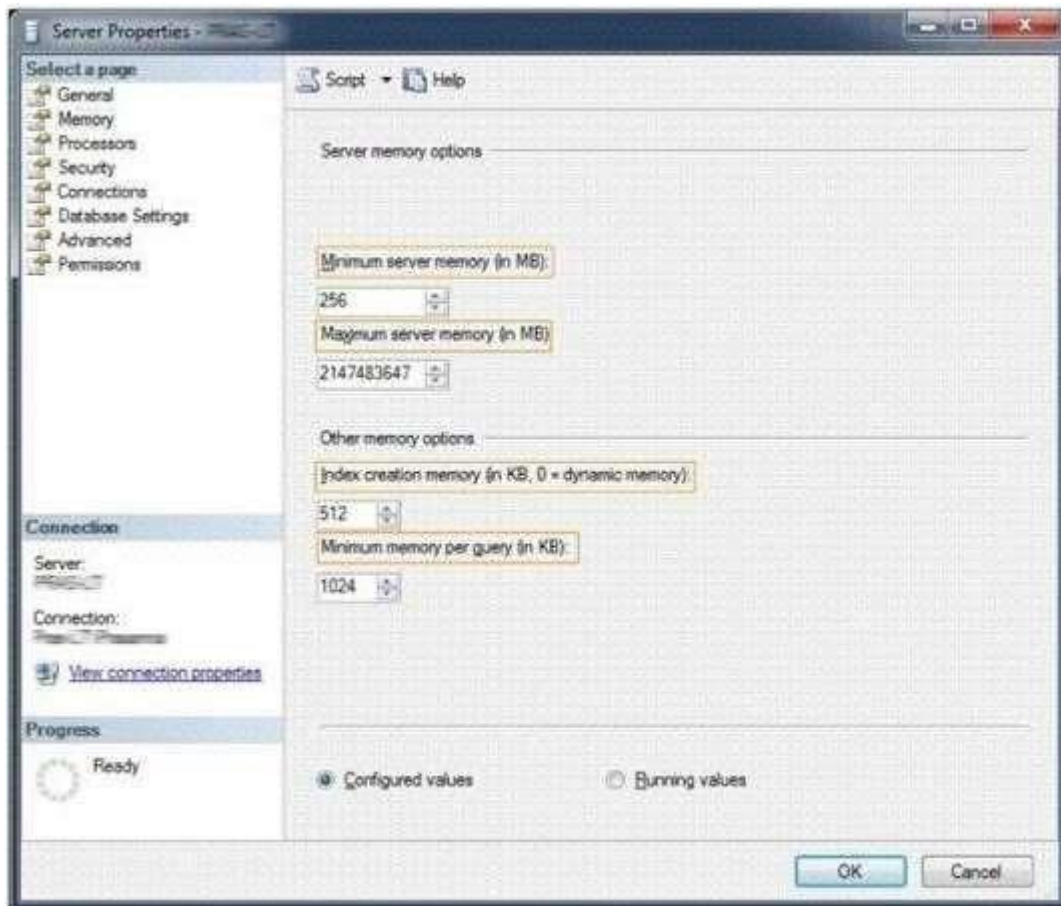 Server Properties -
Select a page
General
Memory
Processors
Security
Connections
Database Settings
Advanced
Permissions
Script Help
Server memory options
Minimum server memory (in MB):
256
Maximum server memory (in MB)
2147483647
Other memory options
Index creation memory (in KB, 0 = dynamic memory):
512
Minimum memory per query (in KB):
1024
Connection
Server:
Connection:
View connection properties
Progress
Ready
Configured values Running values
OK Cancel